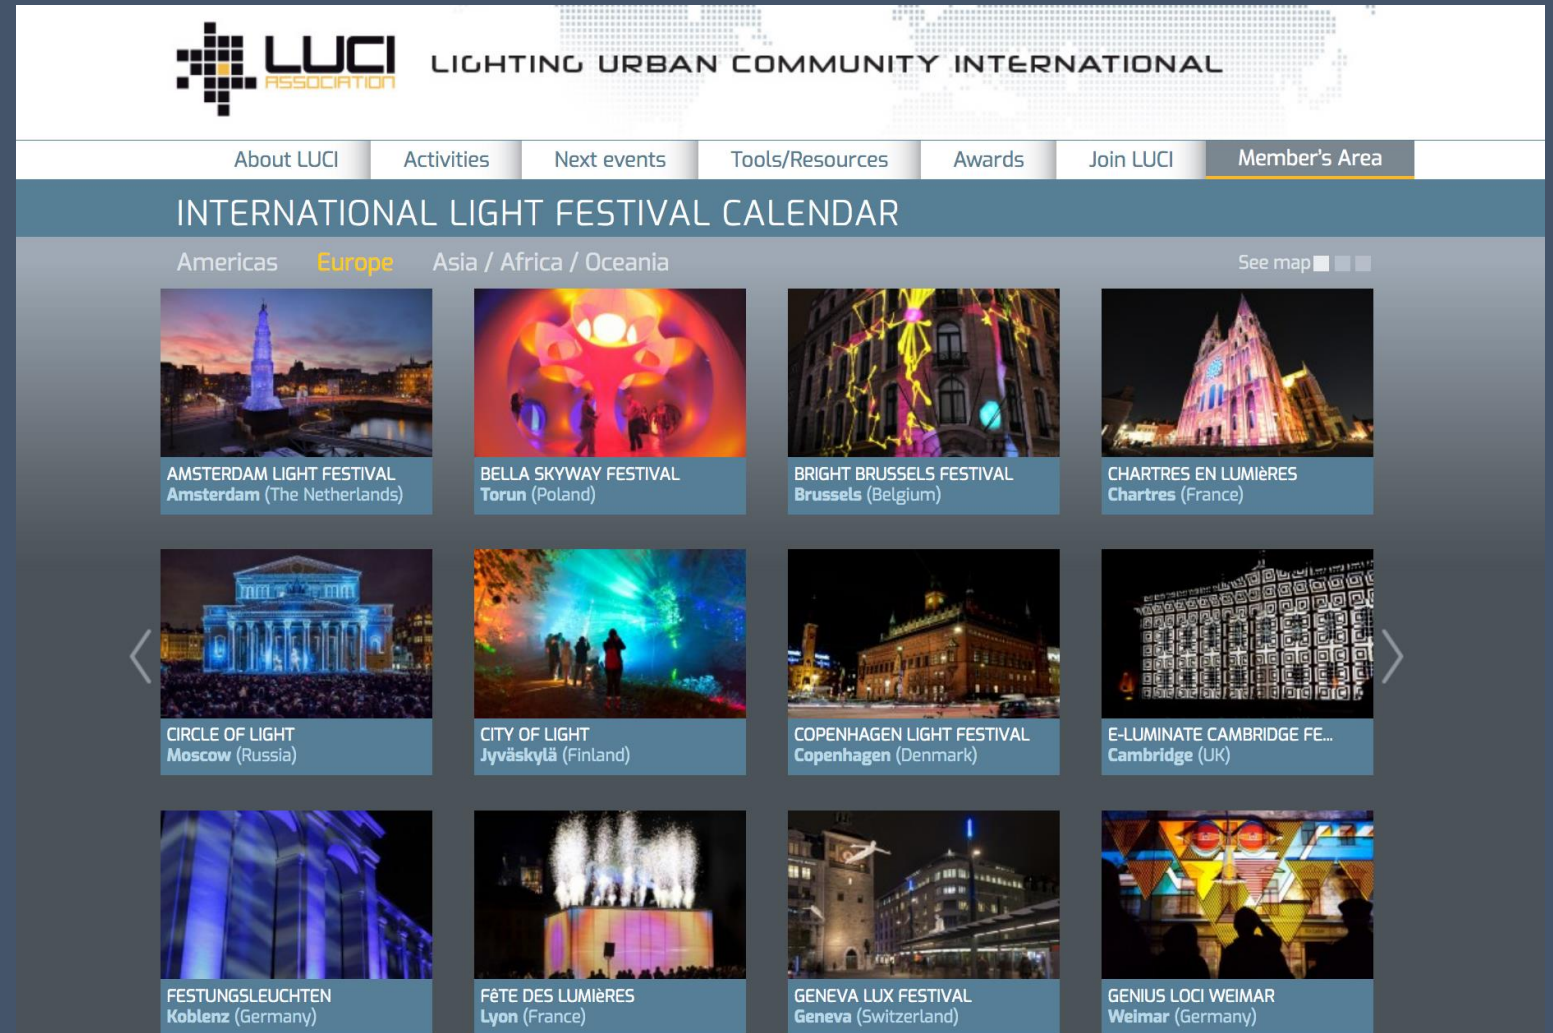 LUCI
ASSOCIATION
LIGHTING URBAN COMMUNITY INTERNATIONAL
About LUCI
Activities
Next events
Tools/Resources
Awards
Join LUCI
Member's Area
INTERNATIONAL LIGHT FESTIVAL CALENDAR
Americas
Europe
Asia / Africa / Oceania
See map
AMSTERDAM LIGHT FESTIVAL
Amsterdam (The Netherlands)
BELLA SKYWAY FESTIVAL
Torun (Poland)
BRIGHT BRUSSELS FESTIVAL
Brussels (Belgium)
CHARTRES EN LUMIèRES
Chartres (France)
CIRCLE OF LIGHT
Moscow (Russia)
CITY OF LIGHT
Jyväskylä (Finland)
COPENHAGEN LIGHT FESTIVAL
Copenhagen (Denmark)
E-LUMINATE CAMBRIDGE FE...
Cambridge (UK)
FESTUNGSLEUCHTEN
Koblenz (Germany)
FêTE DES LUMIèRES
Lyon (France)
GENEVA LUX FESTIVAL
Geneva (Switzerland)
GENIUS LOCI WEIMAR
Weimar (Germany)